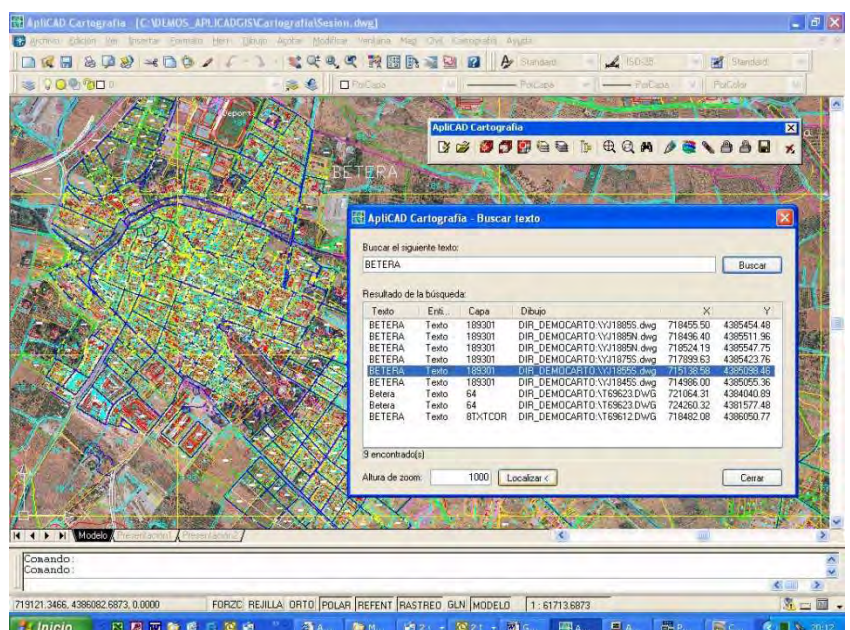 ApliCAD Cartografia - [C:\DEMOS_APLICADGIS\Cartografia\Sesion.dwg]
Archivo Edición Ver Insertar Formato Herr. Dibujo Acotar Modificar Ventana Map Civil Cartografia Ayuda
Standard ISO-25 Standard
0 PorCapa PorCapa PorCapa PorColor
Deport
BETERA
ApliCAD Cartografia
ApliCAD Cartografia - Buscar texto
Buscar el siguiente texto:
BETERA Buscar
Resultado de la búsqueda:
Texto Enti... Capa Dibujo X Y
BETERA Texto 189301 DIR_DEMOCARTO:\YJ1885S.dwg 718455.50 4385454.48
BETERA Texto 189301 DIR_DEMOCARTO:\YJ1885N.dwg 718496.40 4385511.96
BETERA Texto 189301 DIR_DEMOCARTO:\YJ1885N.dwg 718524.19 4385547.75
BETERA Texto 189301 DIR_DEMOCARTO:\YJ1875S.dwg 717899.63 4385423.76
BETERA Texto 189301 DIR_DEMOCARTO:\YJ1855S.dwg 715138.58 4385098.46
BETERA Texto 189301 DIR_DEMOCARTO:\YJ1845S.dwg 714986.00 4385055.36
Betera Texto 64 DIR_DEMOCARTO:\T69623.DWG 721064.31 4384040.89
Betera Texto 64 DIR_DEMOCARTO:\T69623.DWG 724260.32 4381577.48
BETERA Texto 8TXTCOR DIR_DEMOCARTO:\T69612.DWG 718482.08 4386050.77
9 encontrado(s)
Altura de zoom: 1000 Localizar < Cerrar
Modelo Presentación1 Presentación2
Comando:
Comando:
719121.3466, 4386082.6873, 0.0000 FORZC REJILLA ORTO POLAR REFENT RASTREO GLN MODELO 1 : 61713.6873
Inicio 20:12